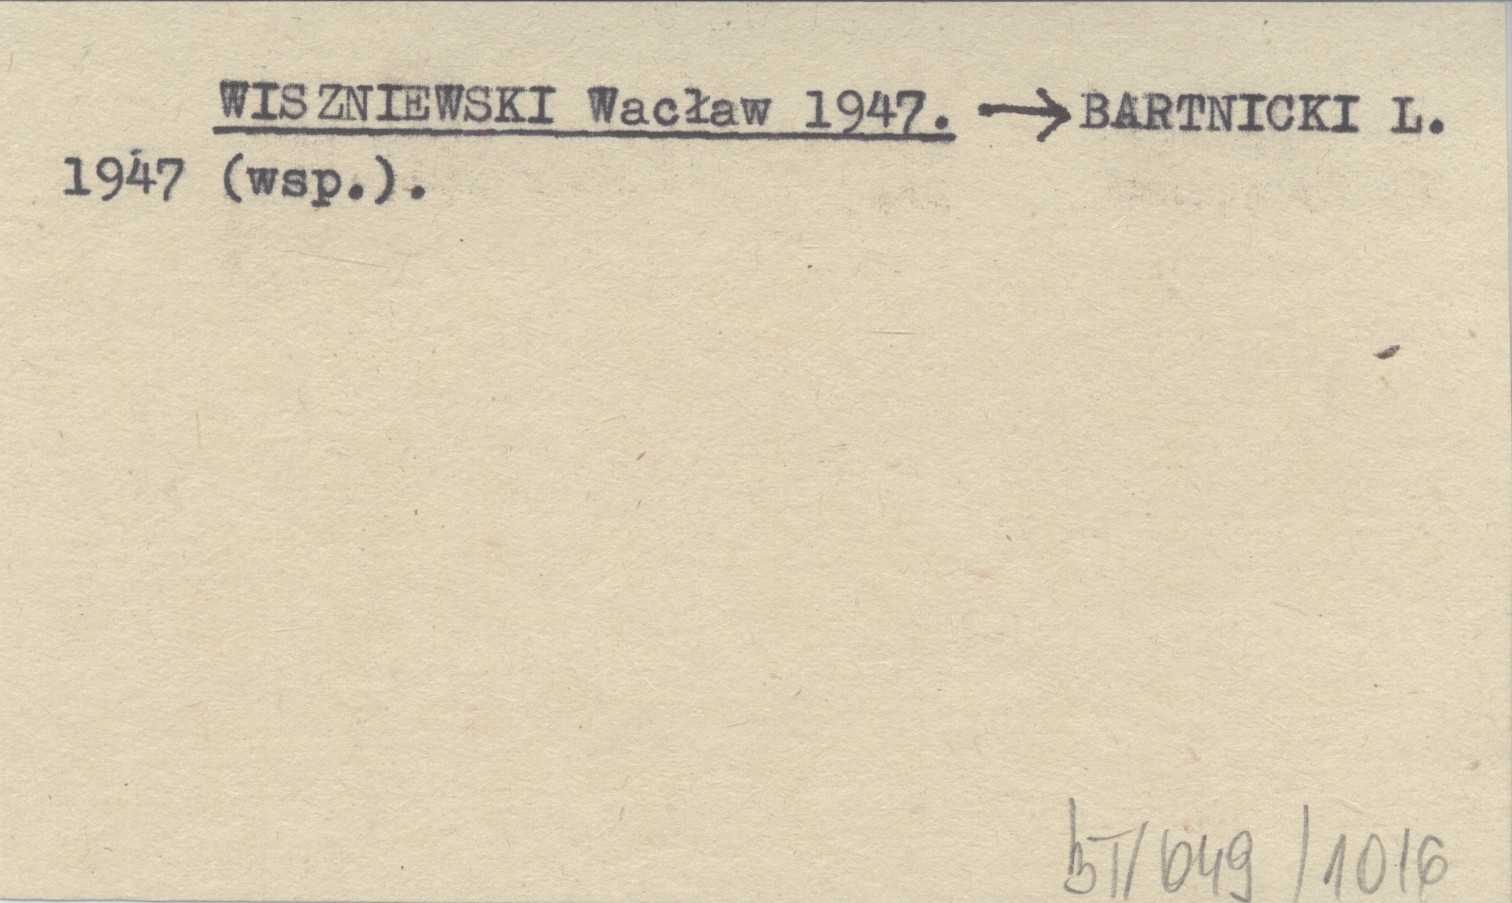 WISZNIEWSKI Wacław 1947. → BARTNICKI L.
1947 (wsp.).
BT/649/1016